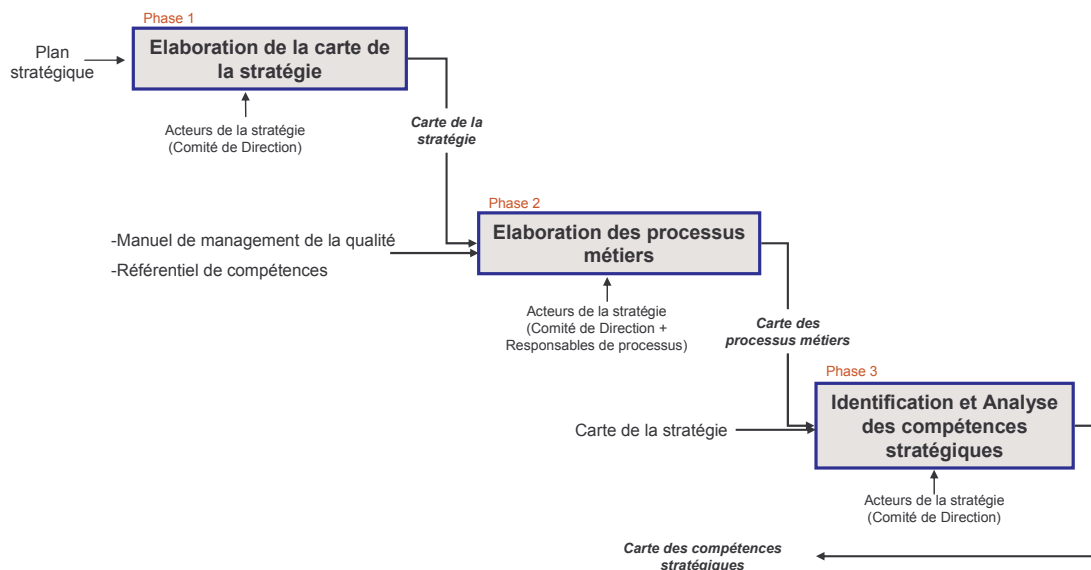 Phase 1
Elaboration de la carte de
la stratégie
Plan
stratégique
Acteurs de la stratégie
(Comité de Direction)
Carte de la
stratégie
Phase 2
Elaboration des processus
métiers
-Manuel de management de la qualité
-Référentiel de compétences
Acteurs de la stratégie
(Comité de Direction +
Responsables de processus)
Carte des
processus métiers
Phase 3
Identification et Analyse
des compétences
stratégiques
Carte de la stratégie
Acteurs de la stratégie
(Comité de Direction)
Carte des compétences
stratégiques